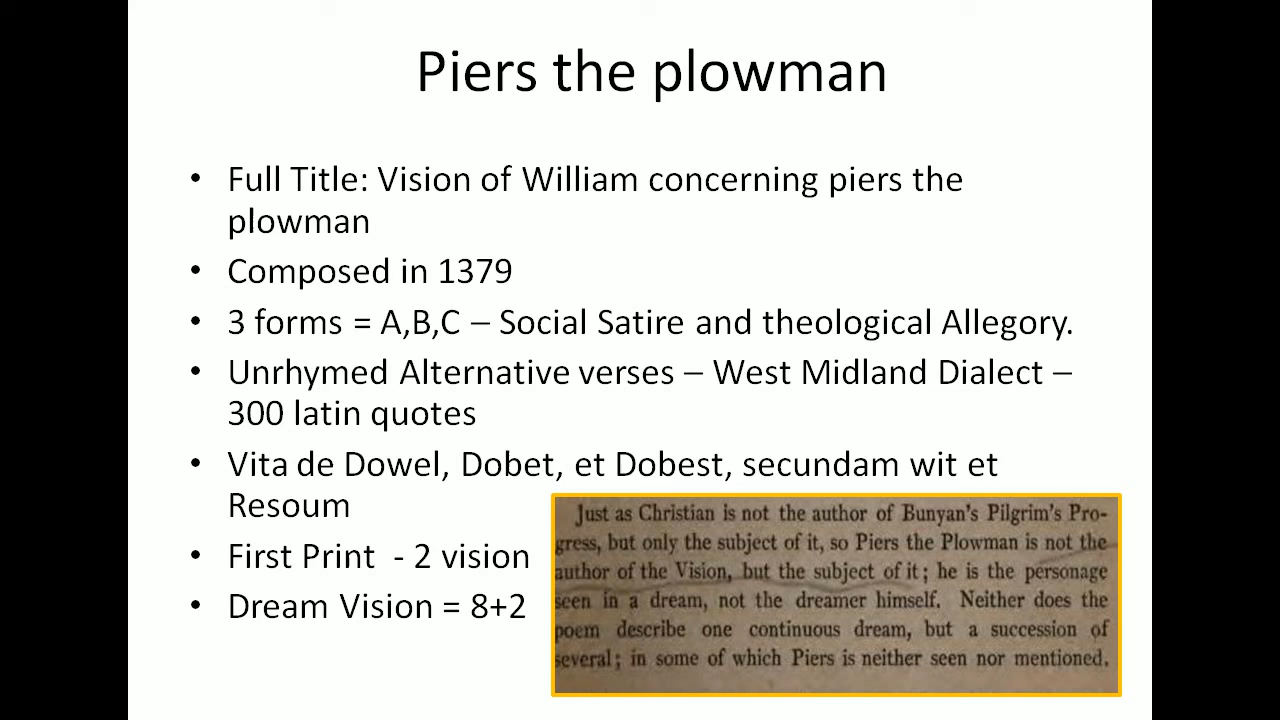 Piers the plowman
• Full Title: Vision of William concerning piers the
plowman
• Composed in 1379
• 3 forms = A,B,C – Social Satire and theological Allegory.
• Unrhymed Alternative verses – West Midland Dialect –
300 latin quotes
• Vita de Dowel, Dobet, et Dobest, secundam wit et
Resoum
• First Print - 2 vision
• Dream Vision = 8+2
Just as Christian is not the author of Bunyan's Pilgrim's Pro-
gress, but only the subject of it, so Piers the Plowman is not the
author of the Vision, but the subject of it; he is the personage
seen in a dream, not the dreamer himself. Neither does the
poem describe one continuous dream, but a succession of
several; in some of which Piers is neither seen nor mentioned.